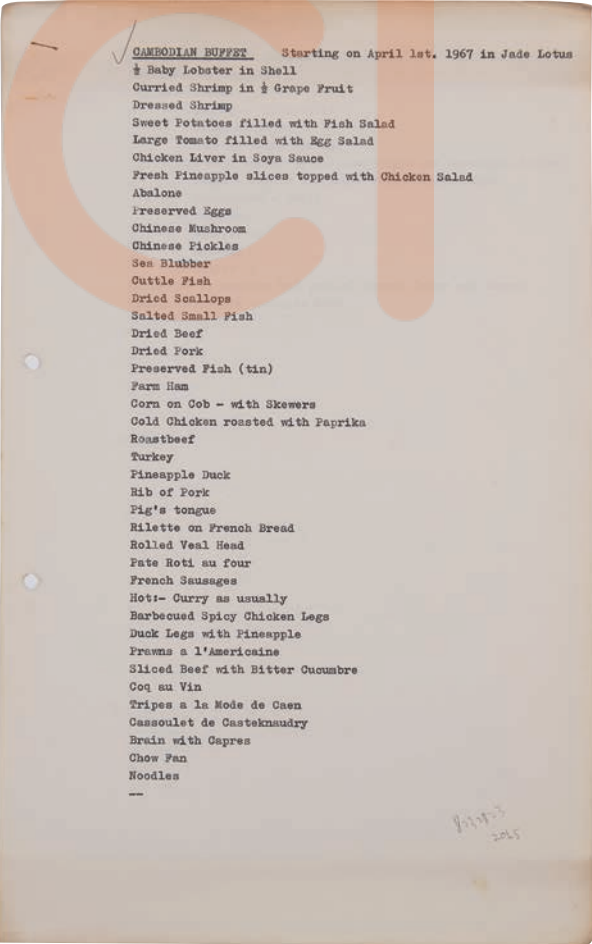 CAMBODIAN BUFFET Starting on April 1st. 1967 in Jade Lotus
½ Baby Lobster in Shell
Curried Shrimp in ½ Grape Fruit
Dressed Shrimp
Sweet Potatoes filled with Fish Salad
Large Tomato filled with Egg Salad
Chicken Liver in Soya Sauce
Fresh Pineapple slices topped with Chicken Salad
Abalone
Preserved Eggs
Chinese Mushroom
Chinese Pickles
Sea Blubber
Cuttle Fish
Dried Scallops
Salted Small Fish
Dried Beef
Dried Pork
Preserved Fish (tin)
Farm Ham
Corn on Cob - with Skewers
Cold Chicken roasted with Paprika
Roastbeef
Turkey
Pineapple Duck
Rib of Pork
Pig's tongue
Rilette on French Bread
Rolled Veal Head
Pate Roti au four
French Sausages
Hot:- Curry as usually
Barbecued Spicy Chicken Legs
Duck Legs with Pineapple
Prawns a l'Americaine
Sliced Beef with Bitter Cucumbre
Coq au Vin
Tripes a la Mode de Caen
Cassoulet de Casteknaudry
Brain with Capres
Chow Fan
Noodles
--
2065